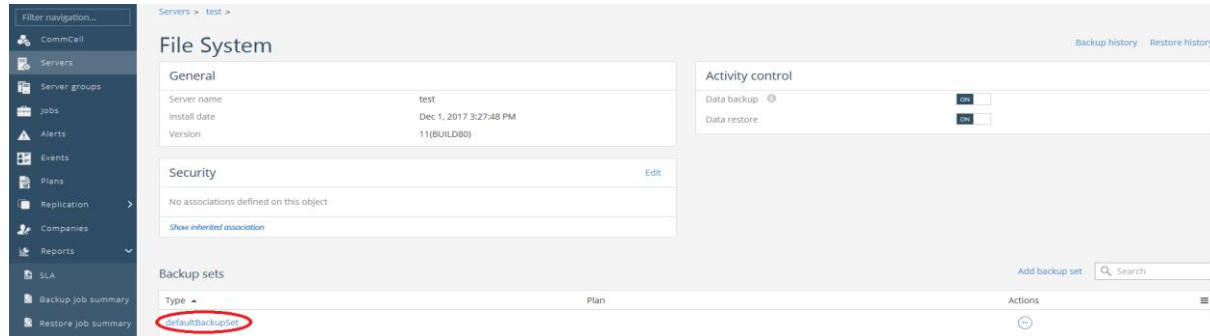 Filter navigation...
CommCell
Servers
Server groups
Jobs
Alerts
Events
Plans
Replication
Companies
Reports
SLA
Backup job summary
Restore job summary
Servers > test >
File System
Backup history Restore history
General
Server name test
Install date Dec 1, 2017 3:27:48 PM
Version 11(BUILD80)
Activity control
Data backup ON
Data restore ON
Security Edit
No associations defined on this object
Show inherited association
Backup sets
Add backup set Search
Type Plan Actions
defaultBackupSet